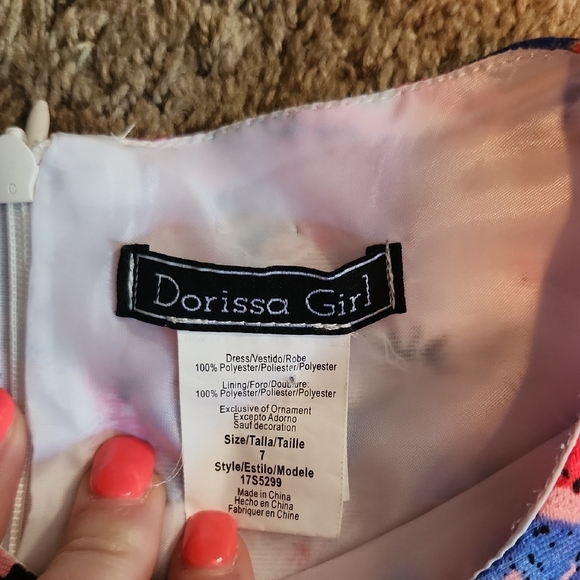 Dorissa Girl
Dress/Vestido/Robe
100% Polyester/Poliester/Polyester
Lining/Foro/Doublure:
100% Polyester/Poliester/Polyester
Exclusive of Ornament
Excepto Adorno
Sauf decoration
Size/Talla/Taille
7
Style/Estilo/Modele
17S5299
Made in China
Hecho en China
Fabriquer en Chine